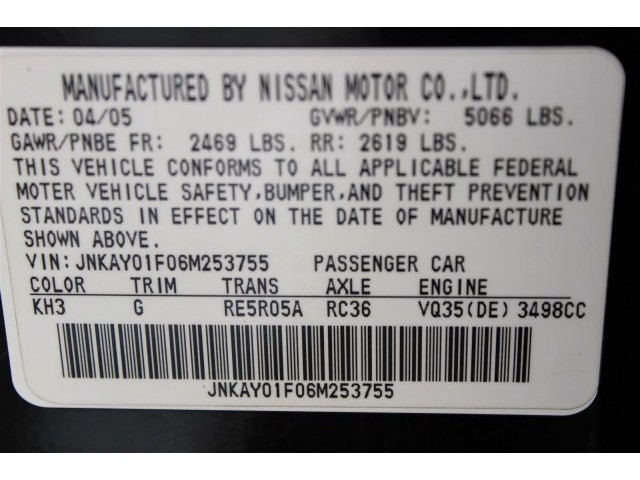 MANUFACTURED BY NISSAN MOTOR CO.,LTD.
DATE: 04/05 GVWR/PNBV: 5066 LBS.
GAWR/PNBE FR: 2469 LBS. RR: 2619 LBS.
THIS VEHICLE CONFORMS TO ALL APPLICABLE FEDERAL
MOTER VEHICLE SAFETY,BUMPER,AND THEFT PREVENTION
STANDARDS IN EFFECT ON THE DATE OF MANUFACTURE
SHOWN ABOVE.
VIN:JNKAY01F06M253755 PASSENGER CAR
COLOR TRIM TRANS AXLE ENGINE
KH3 G RE5R05A RC36 VQ35(DE) 3498CC
JNKAY01F06M253755